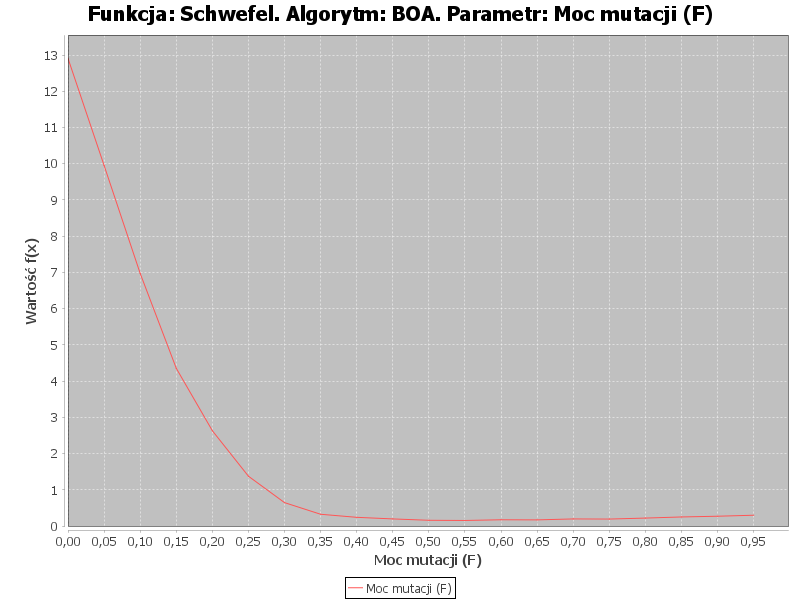 Funkcja: Schwefel. Algorytm: BOA. Parametr: Moc mutacji (F)
Wartość f(x)
13
12
11
10
9
8
7
6
5
4
3
2
1
0
0,00 0,05 0,10 0,15 0,20 0,25 0,30 0,35 0,40 0,45 0,50 0,55 0,60 0,65 0,70 0,75 0,80 0,85 0,90 0,95
Moc mutacji (F)
Moc mutacji (F)